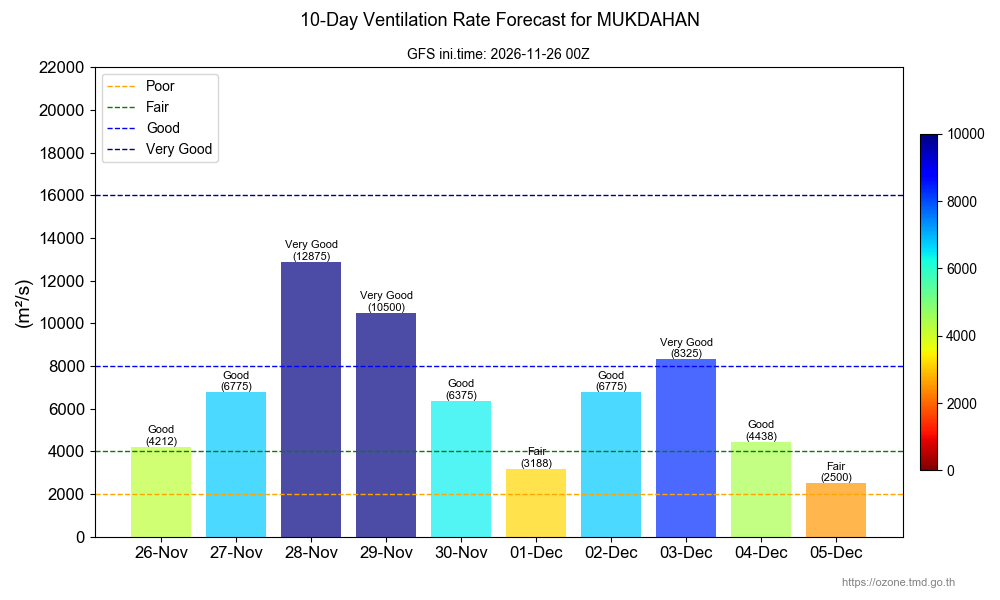 10-Day Ventilation Rate Forecast for MUKDAHAN
GFS ini.time: 2026-11-26 00Z
(m²/s)
22000
20000
18000
16000
14000
12000
10000
8000
6000
4000
2000
0
Poor
Fair
Good
Very Good
Good
(4212)
Good
(6775)
Very Good
(12875)
Very Good
(10500)
Good
(6375)
Fair
(3188)
Good
(6775)
Very Good
(8325)
Good
(4438)
Fair
(2500)
26-Nov
27-Nov
28-Nov
29-Nov
30-Nov
01-Dec
02-Dec
03-Dec
04-Dec
05-Dec
10000
8000
6000
4000
2000
0
https://ozone.tmd.go.th